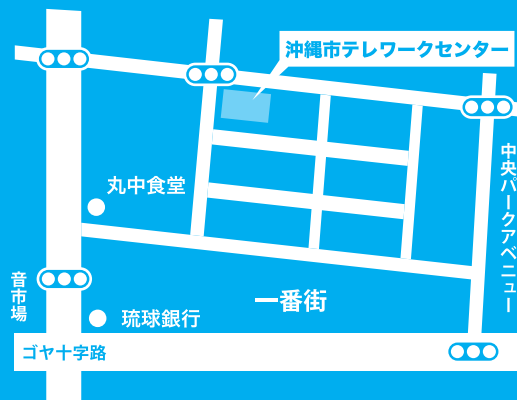 沖縄市テレワークセンター
中央パークアベニュー
丸中食堂
音市場
一番街
琉球銀行
ゴヤ十字路